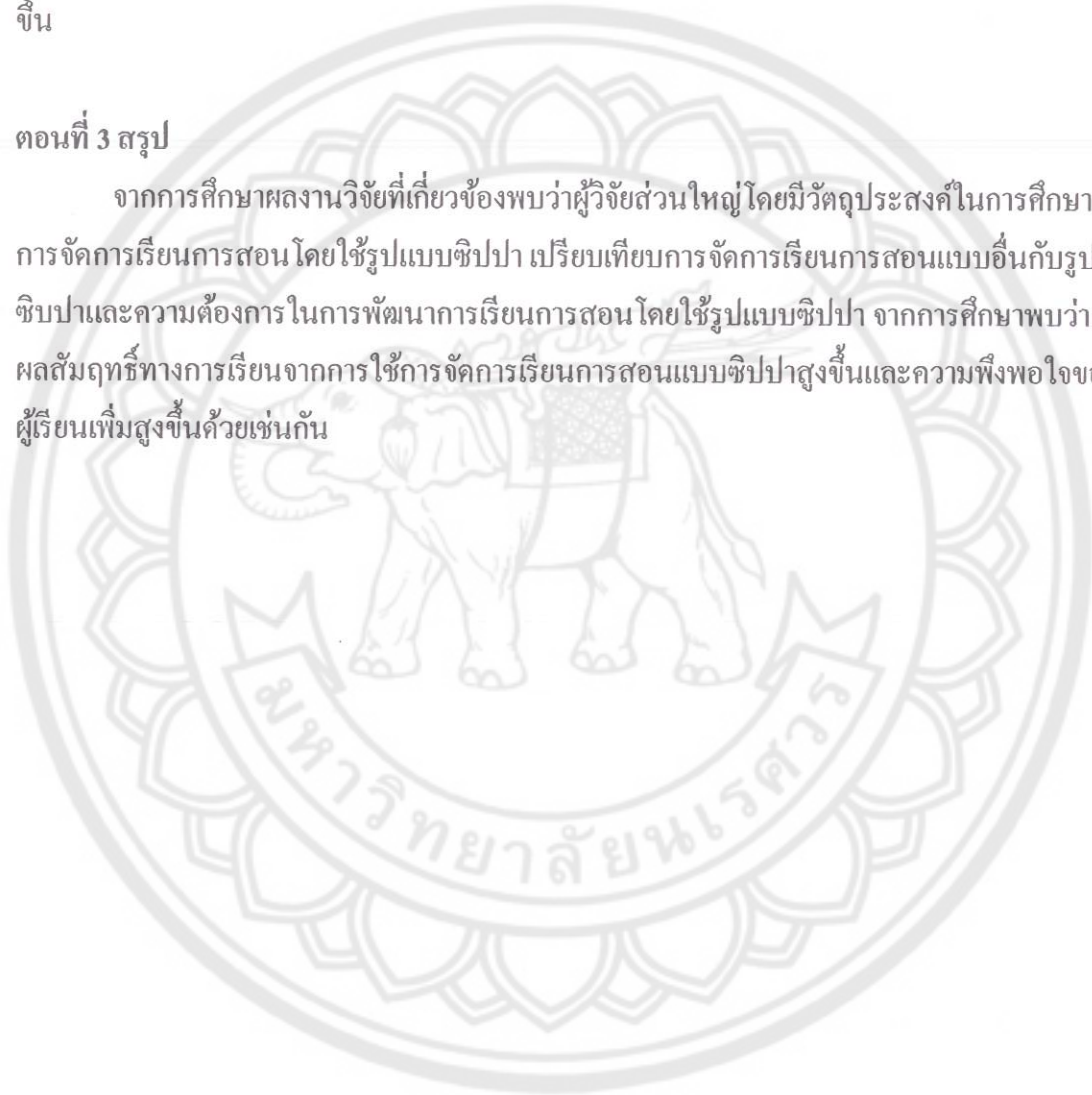 ขึ้น
ตอนที่ 3 สรุป
จากการศึกษาผลงานวิจัยที่เกี่ยวข้องพบว่าผู้วิจัยส่วนใหญ่โดยมีวัตถุประสงค์ในการศึกษา
การจัดการเรียนการสอนโดยใช้รูปแบบซิปปา เปรียบเทียบการจัดการเรียนการสอนแบบอื่นกับรูป
ซิบปาและความต้องการในการพัฒนาการเรียนการสอนโดยใช้รูปแบบซิปปา จากการศึกษาพบว่า
ผลสัมฤทธิ์ทางการเรียนจากการใช้การจัดการเรียนการสอนแบบซิปปาสูงขึ้นและความพึงพอใจ
ผู้เรียนเพิ่มสูงขึ้นด้วยเช่นกัน
มหาวิทยาลัยนเรศวร